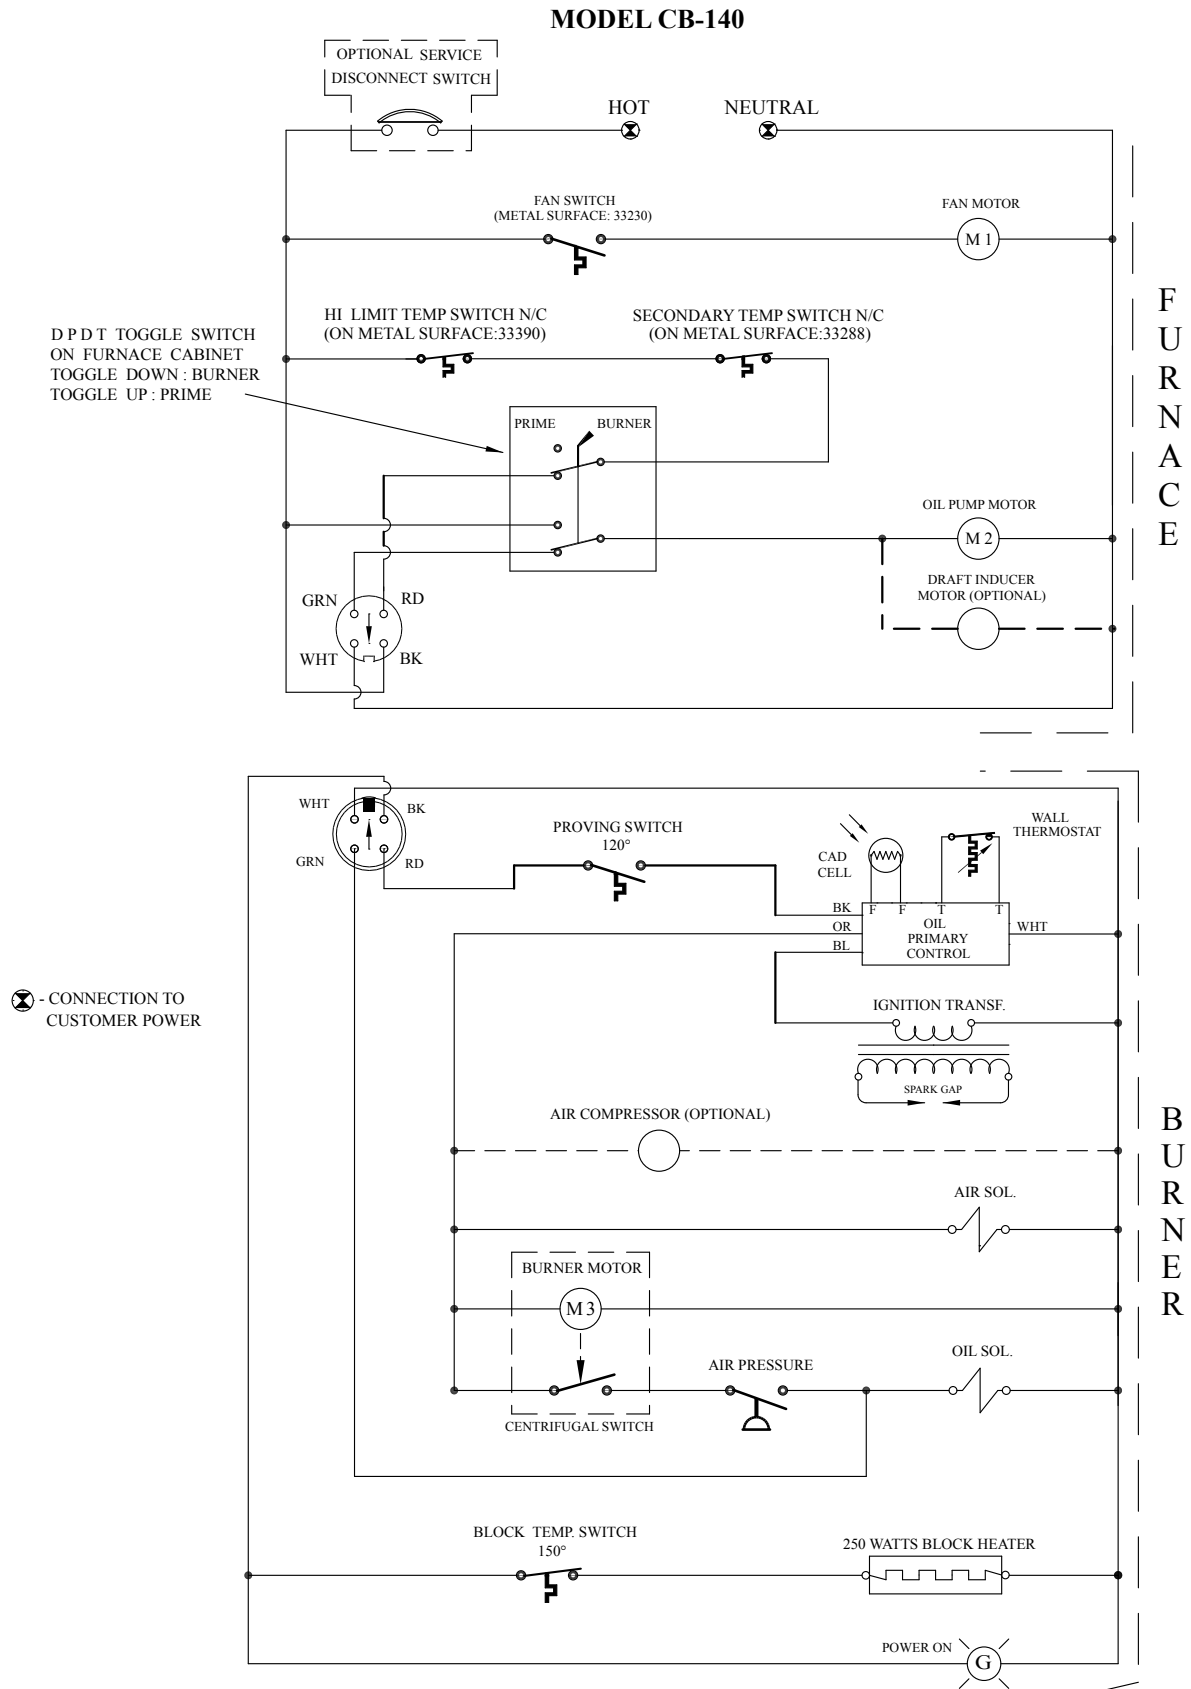 MODEL CB-140
OPTIONAL SERVICE
DISCONNECT SWITCH
HOT
NEUTRAL
FAN SWITCH
(METAL SURFACE: 33230)
FAN MOTOR
M 1
HI LIMIT TEMP SWITCH N/C
(ON METAL SURFACE:33390)
SECONDARY TEMP SWITCH N/C
(ON METAL SURFACE:33288)
D P D T TOGGLE SWITCH
ON FURNACE CABINET
TOGGLE DOWN : BURNER
TOGGLE UP : PRIME
PRIME
BURNER
OIL PUMP MOTOR
M 2
DRAFT INDUCER
MOTOR (OPTIONAL)
GRN
RD
WHT
BK
FURNACE
WHT
BK
GRN
RD
PROVING SWITCH
120°
CAD
CELL
WALL
THERMOSTAT
BK
OR
BL
F
F
T
T
OIL
PRIMARY
CONTROL
WHT
- CONNECTION TO
CUSTOMER POWER
IGNITION TRANSF.
SPARK GAP
AIR COMPRESSOR (OPTIONAL)
AIR SOL.
BURNER MOTOR
M 3
AIR PRESSURE
OIL SOL.
CENTRIFUGAL SWITCH
BURNER
BLOCK TEMP. SWITCH
150°
250 WATTS BLOCK HEATER
POWER ON
G